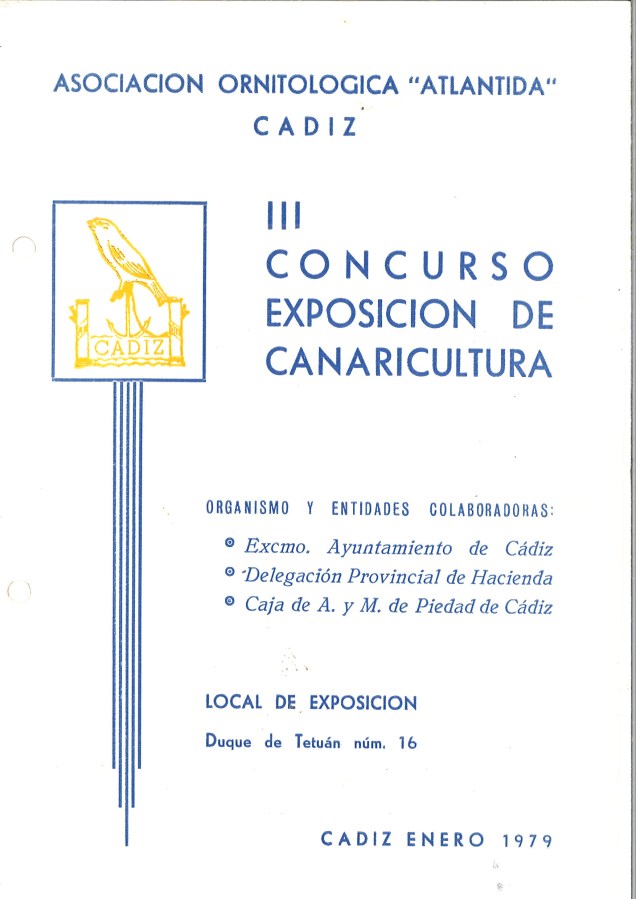 ASOCIACION ORNITOLOGICA "ATLANTIDA"
CADIZ
III
CONCURSO
EXPOSICION DE
CANARICULTURA
CADIZ
ORGANISMO Y ENTIDADES COLABORADORAS:
Excmo. Ayuntamiento de Cádiz
Delegación Provincial de Hacienda
Caja de A. y M. de Piedad de Cádiz
LOCAL DE EXPOSICION
Duque de Tetuán núm. 16
CADIZ ENERO 1979